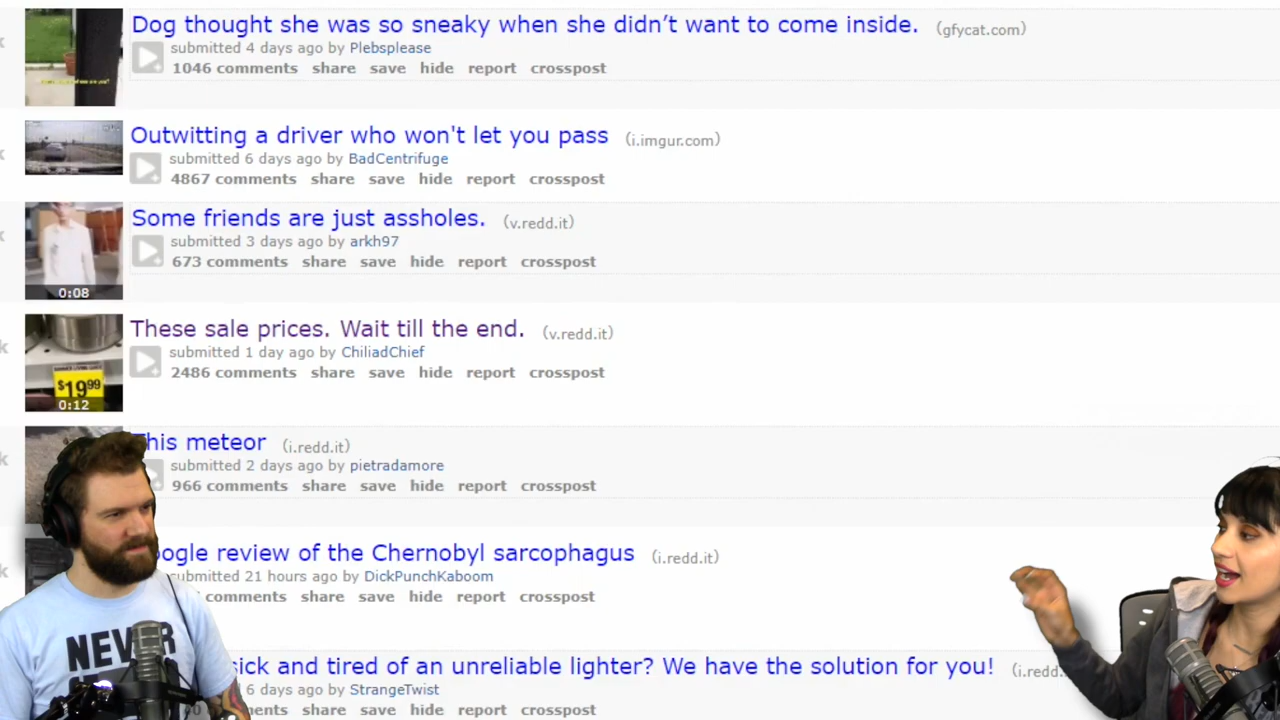 Dog thought she was so sneaky when she didn't want to come inside. (gfycat.com)
submitted 4 days ago by Plebsplease
1046 comments share save hide report crosspost
Outwitting a driver who won't let you pass (i.imgur.com)
submitted 6 days ago by BadCentrifuge
4867 comments share save hide report crosspost
Some friends are just assholes. (v.redd.it)
submitted 3 days ago by arkh97
673 comments share save hide report crosspost
0:08
These sale prices. Wait till the end. (v.redd.it)
submitted 1 day ago by ChiliadChief
2486 comments share save hide report crosspost
$19.99
0:12
This meteor (i.redd.it)
submitted 2 days ago by pietradamore
966 comments share save hide report crosspost
oogle review of the Chernobyl sarcophagus (i.redd.it)
submitted 21 hours ago by DickPunchKaboom
comments share save hide report crosspost
sick and tired of an unreliable lighter? We have the solution for you! (i.redd.
6 days ago by StrangeTwist
comments share save hide report crosspost
NEVER